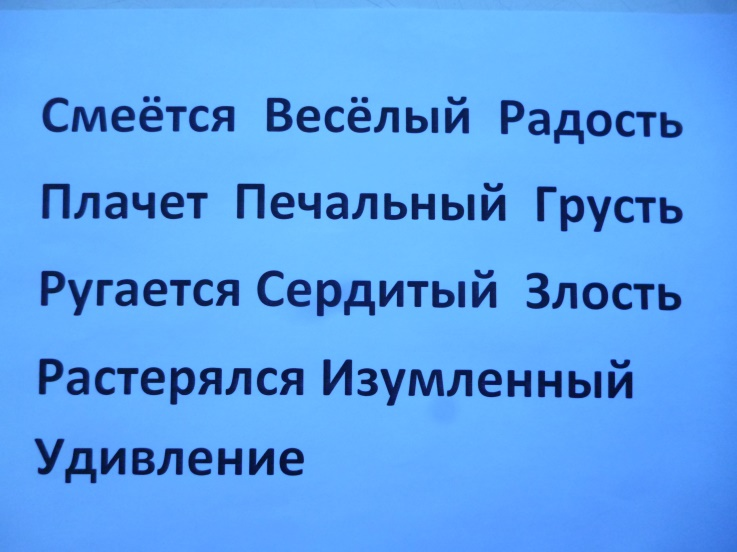 Смеётся Весёлый Радость
Плачет Печальный Грусть
Ругается Сердитый Злость
Растерялся Изумленный
Удивление